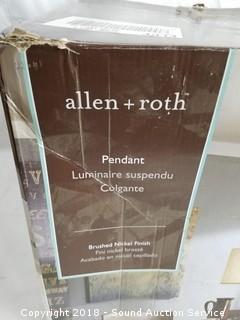 allen + roth
Pendant
Luminaire suspendu
Colgante
Brushed Nickel Finish
Fini nickel brossé
Acabado en níquel cepillado
Copyright 2018 - Sound Auction Service